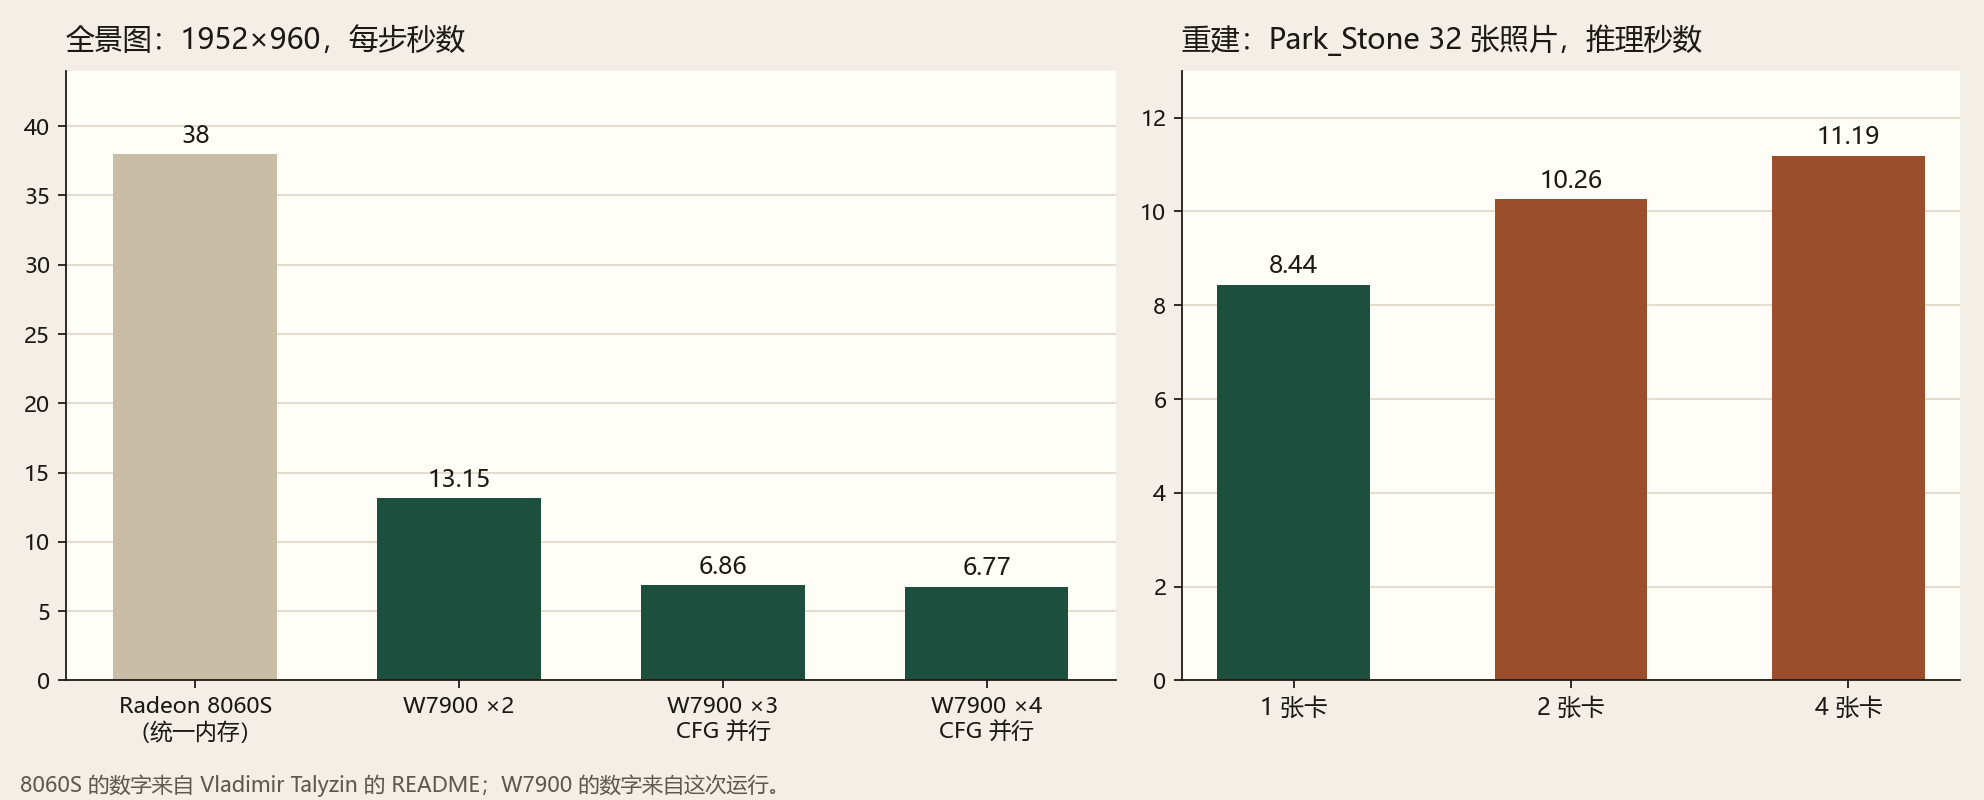 全景图：1952×960，每步秒数
40
35
30
25
20
15
10
5
0
38
13.15
6.86
6.77
Radeon 8060S
(统一内存)
W7900 ×2
W7900 ×3
CFG 并行
W7900 ×4
CFG 并行
重建：Park_Stone 32 张照片，推理秒数
12
10
8
6
4
2
0
8.44
10.26
11.19
1 张卡
2 张卡
4 张卡
8060S 的数字来自 Vladimir Talyzin 的 README；W7900 的数字来自这次运行。